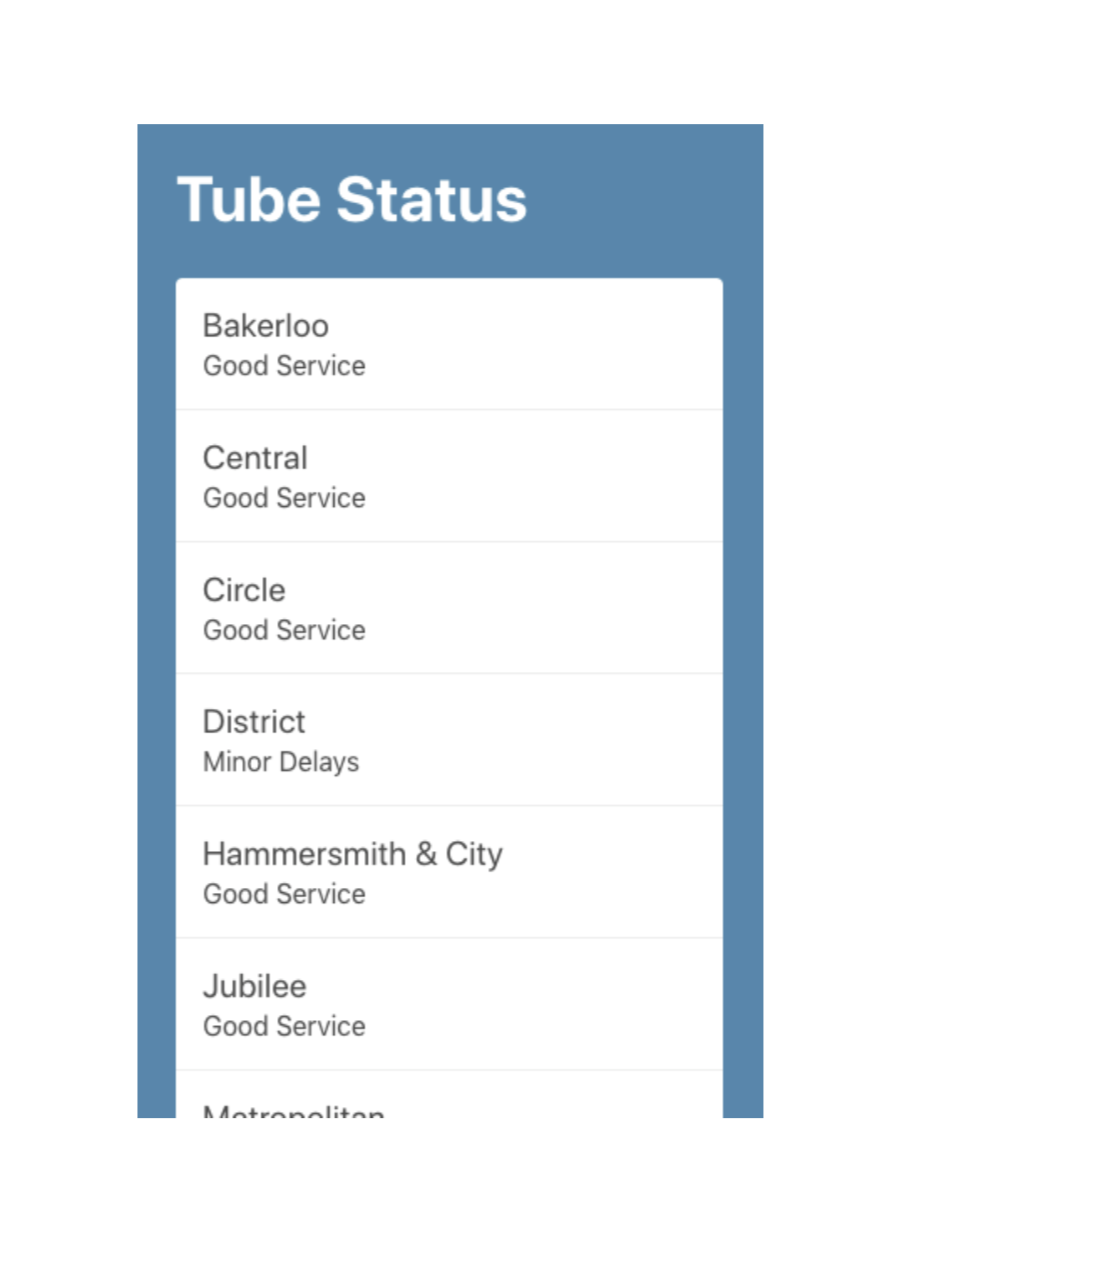 Tube Status
Bakerloo
Good Service
Central
Good Service
Circle
Good Service
District
Minor Delays
Hammersmith & City
Good Service
Jubilee
Good Service
Metropolitan